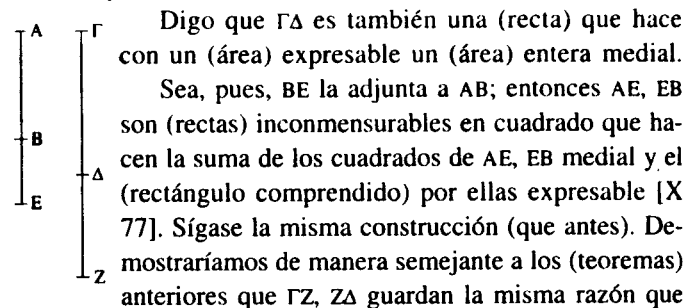 A
Γ
B
Δ
E
Z
Digo que ΓΔ es también una (recta) que hace
con un (área) expresable un (área) entera medial.
Sea, pues, BE la adjunta a AB; entonces AE, EB
son (rectas) inconmensurables en cuadrado que ha-
cen la suma de los cuadrados de AE, EB medial y el
(rectángulo comprendido) por ellas expresable [X
77]. Sígase la misma construcción (que antes). De-
mostraríamos de manera semejante a los (teoremas)
anteriores que ΓZ, ZΔ guardan la misma razón que